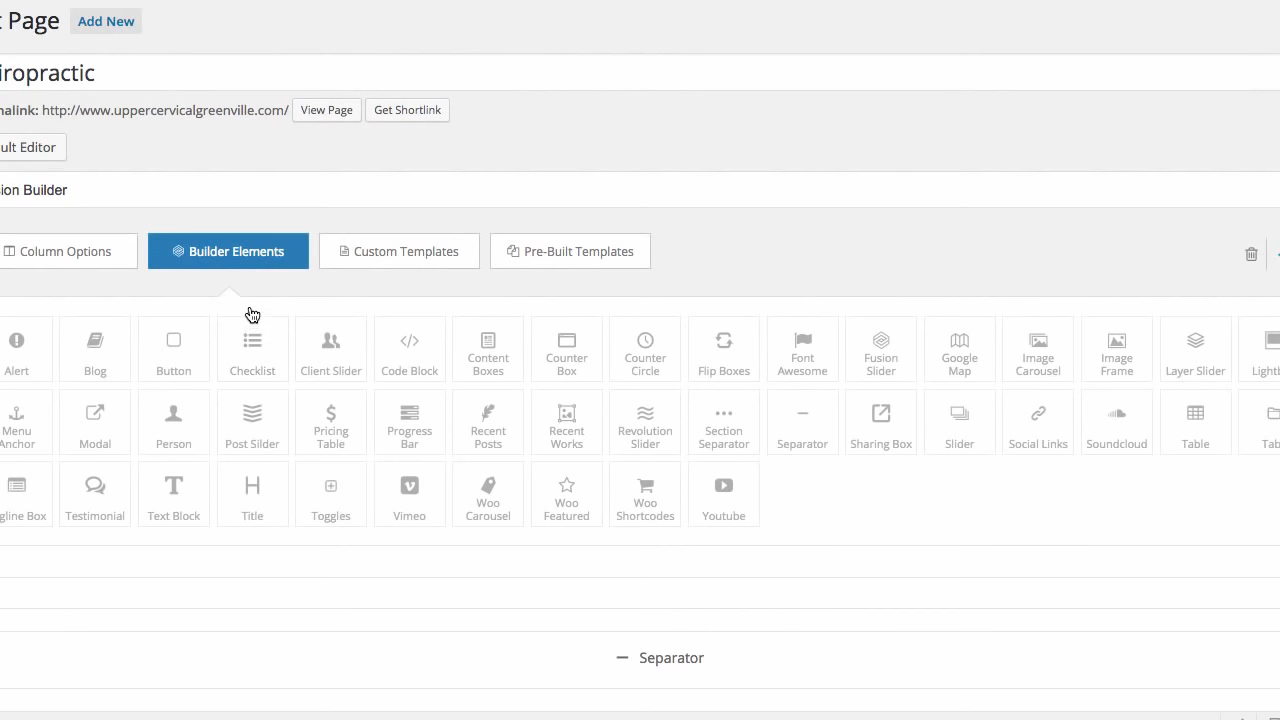 t Page Add New
iropractic
nalink: http://www.uppercervicalgreenville.com/ View Page Get Shortlink
ult Editor
ion Builder
Column Options Builder Elements Custom Templates Pre-Built Templates
Alert Blog Button Checklist Client Slider Code Block Content Boxes Counter Box Counter Circle Flip Boxes Font Awesome Fusion Slider Google Map Image Carousel Image Frame Layer Slider Lightb
Menu Anchor Modal Person Post Silder Pricing Table Progress Bar Recent Posts Recent Works Revolution Slider Section Separator Separator Sharing Box Slider Social Links Soundcloud Table Tab
gline Box Testimonial Text Block Title Toggles Vimeo Woo Carousel Woo Featured Woo Shortcodes Youtube
Separator